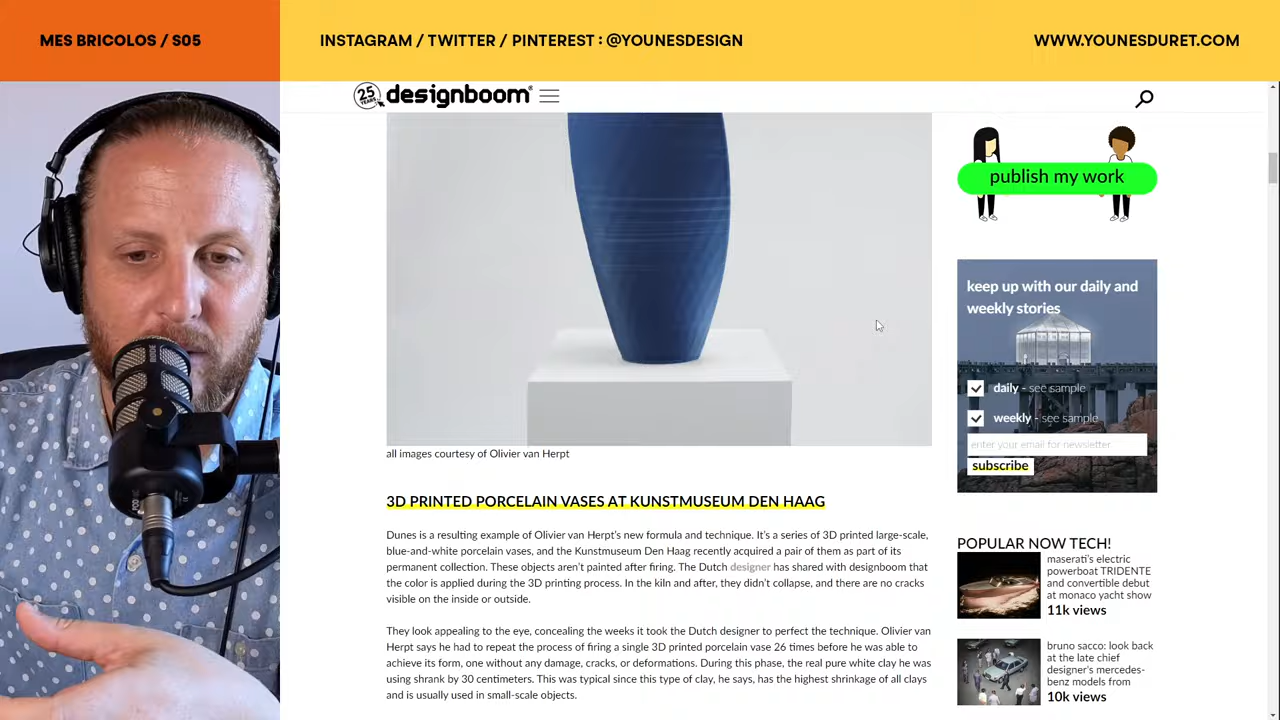 MES BRICOLOS / S05
INSTAGRAM / TWITTER / PINTEREST : @YOUNESDESIGN
WWW.YOUNESDURET.COM
25
YEARS
designboom®
publish my work
keep up with our daily and
weekly stories
daily - see sample
weekly - see sample
enter your email for newsletter
subscribe
all images courtesy of Olivier van Herpt
3D PRINTED PORCELAIN VASES AT KUNSTMUSEUM DEN HAAG
Dunes is a resulting example of Olivier van Herpt's new formula and technique. It's a series of 3D printed large-scale,
blue-and-white porcelain vases, and the Kunstmuseum Den Haag recently acquired a pair of them as part of its
permanent collection. These objects aren't painted after firing. The Dutch designer has shared with designboom that
the color is applied during the 3D printing process. In the kiln and after, they didn't collapse, and there are no cracks
visible on the inside or outside.
They look appealing to the eye, concealing the weeks it took the Dutch designer to perfect the technique. Olivier van
Herpt says he had to repeat the process of firing a single 3D printed porcelain vase 26 times before he was able to
achieve its form, one without any damage, cracks, or deformations. During this phase, the real pure white clay he was
using shrank by 30 centimeters. This was typical since this type of clay, he says, has the highest shrinkage of all clays
and is usually used in small-scale objects.
POPULAR NOW TECH!
maserati's electric
powerboat TRIDENTE
and convertible debut
at monaco yacht show
11k views
bruno sacco: look back
at the late chief
designer's mercedes-
benz models from
10k views
RODE